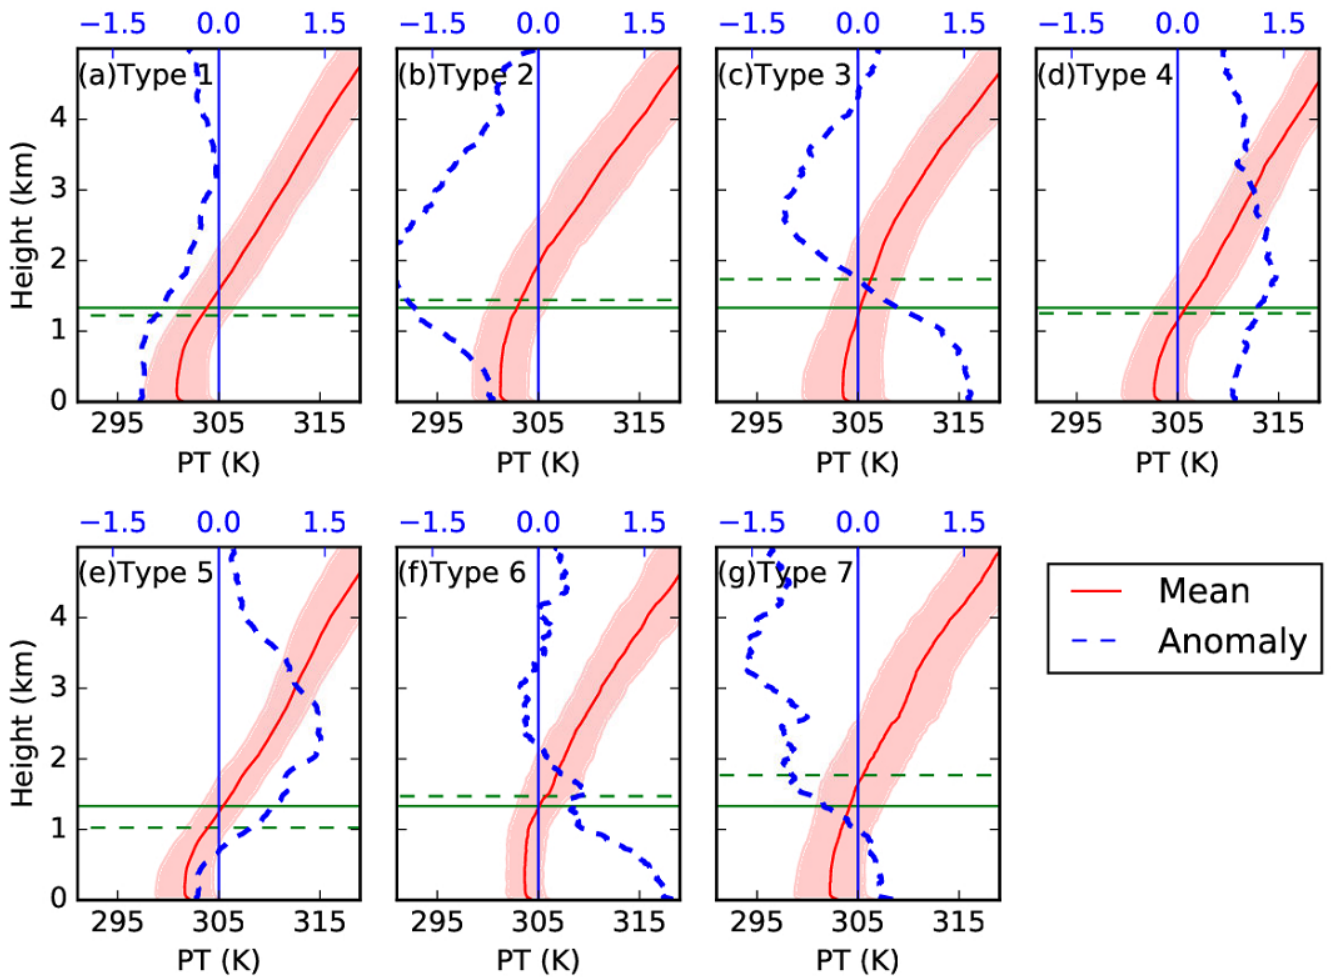 −1.5 0.0 1.5 −1.5 0.0 1.5 −1.5 0.0 1.5 −1.5 0.0 1.5
(a)Type 1 (b)Type 2 (c)Type 3 (d)Type 4
Height (km)
4
3
2
1
0
295 305 315 295 305 315 295 305 315 295 305 315
PT (K) PT (K) PT (K) PT (K)
−1.5 0.0 1.5 −1.5 0.0 1.5 −1.5 0.0 1.5
(e)Type 5 (f)Type 6 (g)Type 7
Height (km)
4
3
2
1
0
295 305 315 295 305 315 295 305 315
PT (K) PT (K) PT (K)
Mean
Anomaly